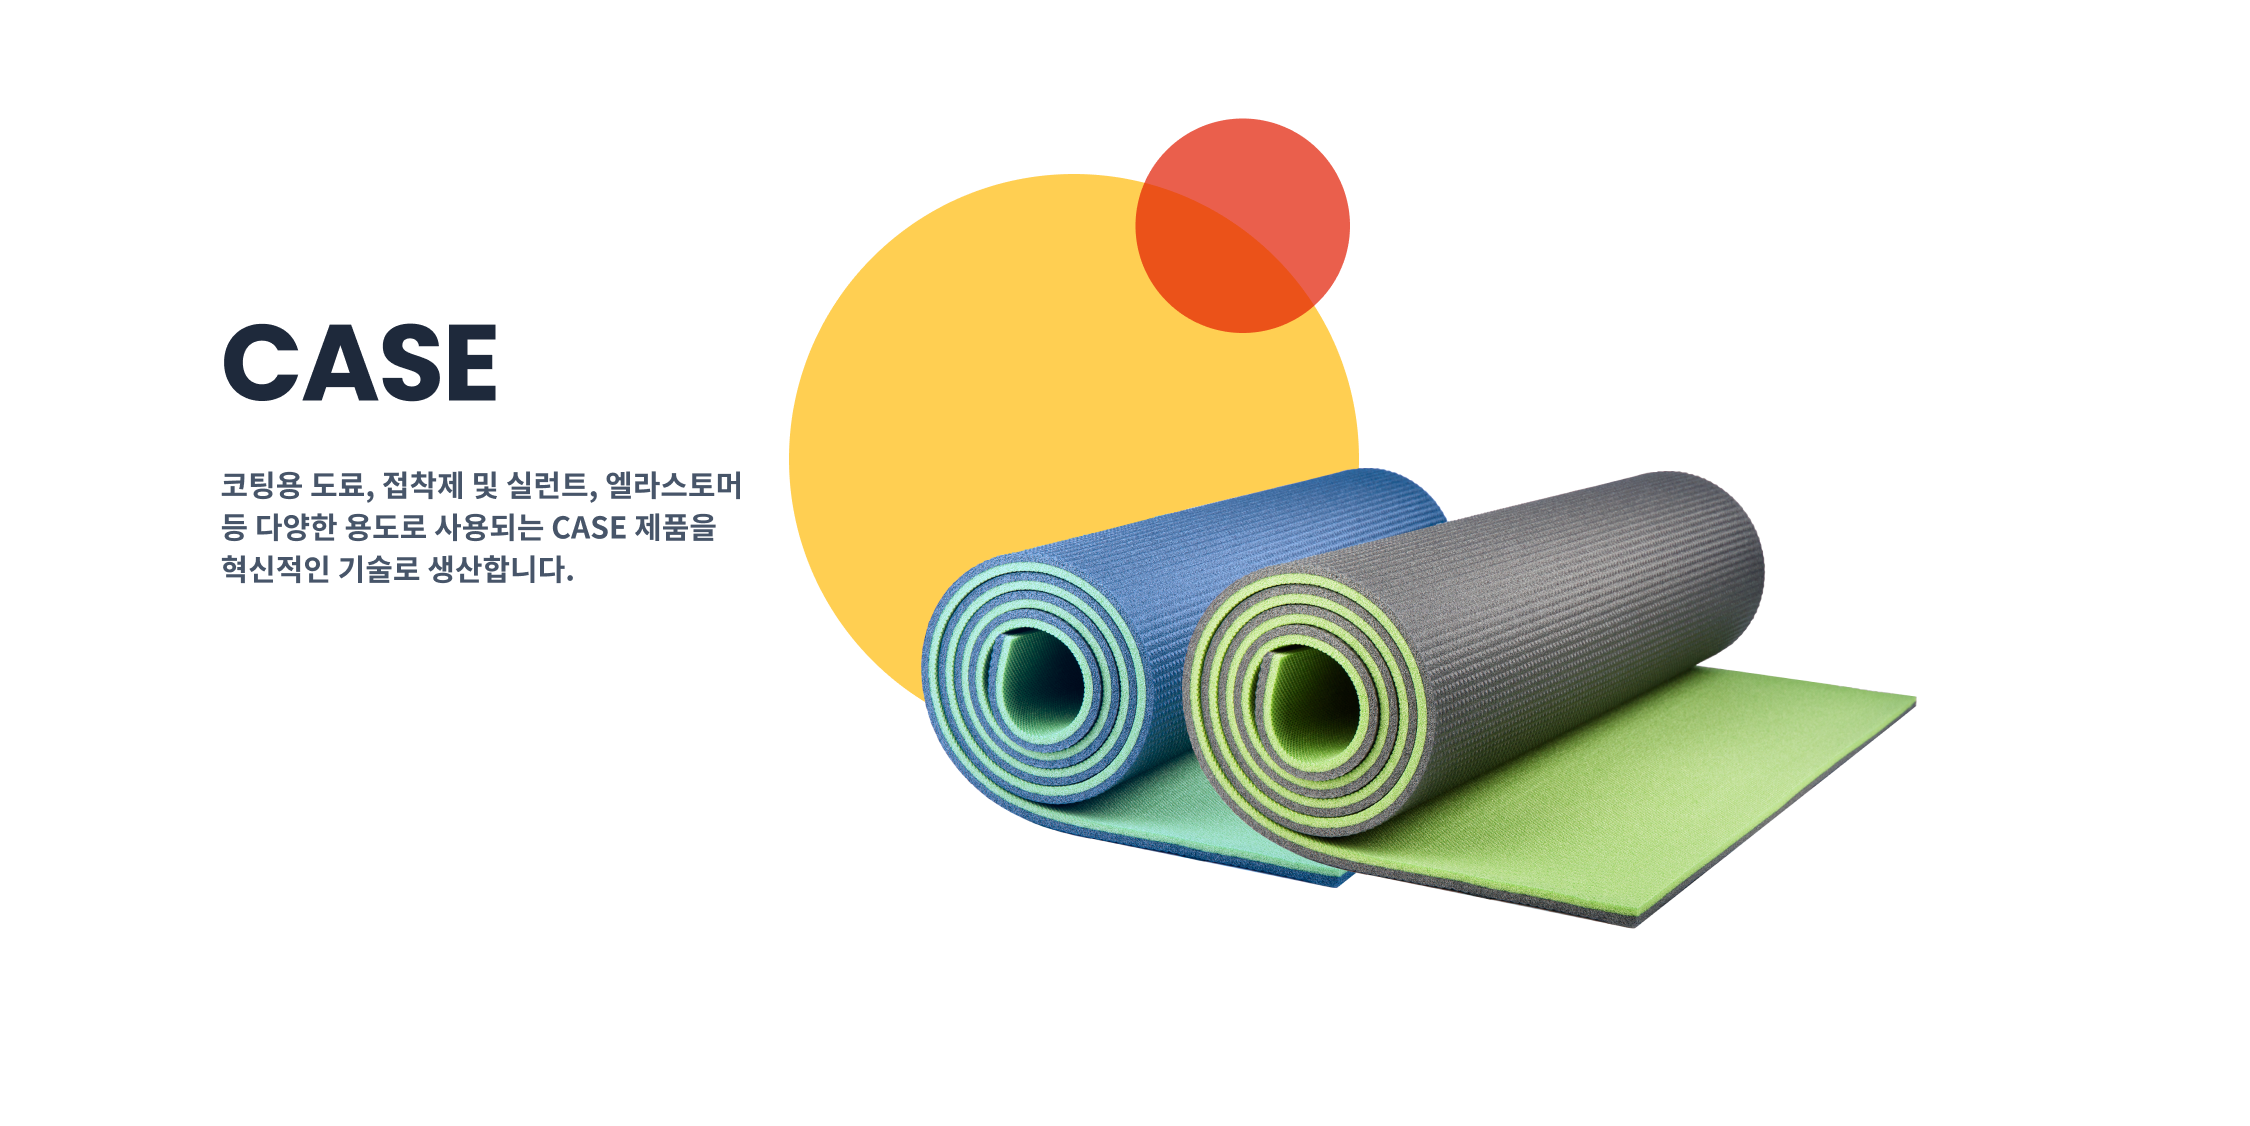 CASE
코팅용 도료, 접착제 및 실런트, 엘라스토머
등 다양한 용도로 사용되는 CASE 제품을
혁신적인 기술로 생산합니다.